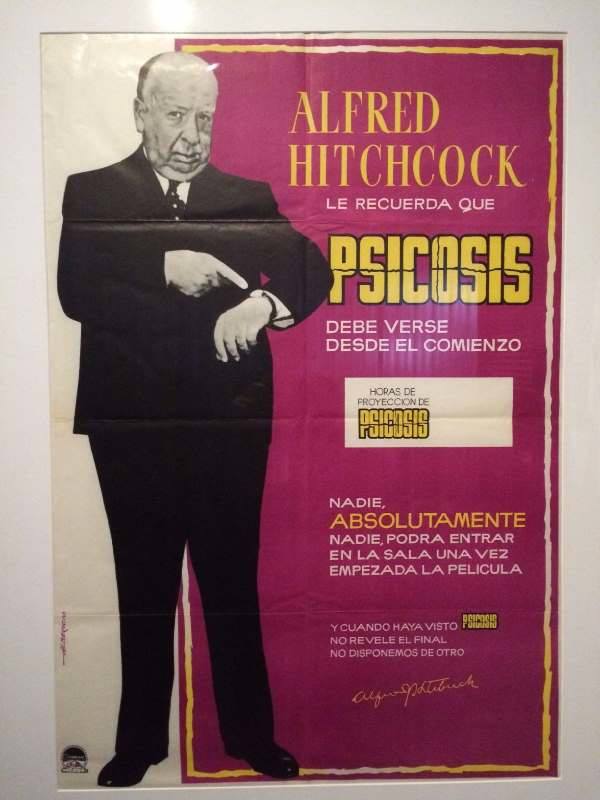 ALFRED
HITCHCOCK
LE RECUERDA QUE
PSICOSIS
DEBE VERSE
DESDE EL COMIENZO
HORAS DE
PROYECCION DE
PSICOSIS
NADIE,
ABSOLUTAMENTE
NADIE, PODRA ENTRAR
EN LA SALA UNA VEZ
EMPEZADA LA PELICULA
Y CUANDO HAYA VISTO PSICOSIS
NO REVELE EL FINAL
NO DISPONEMOS DE OTRO
Alfred Hitchcock